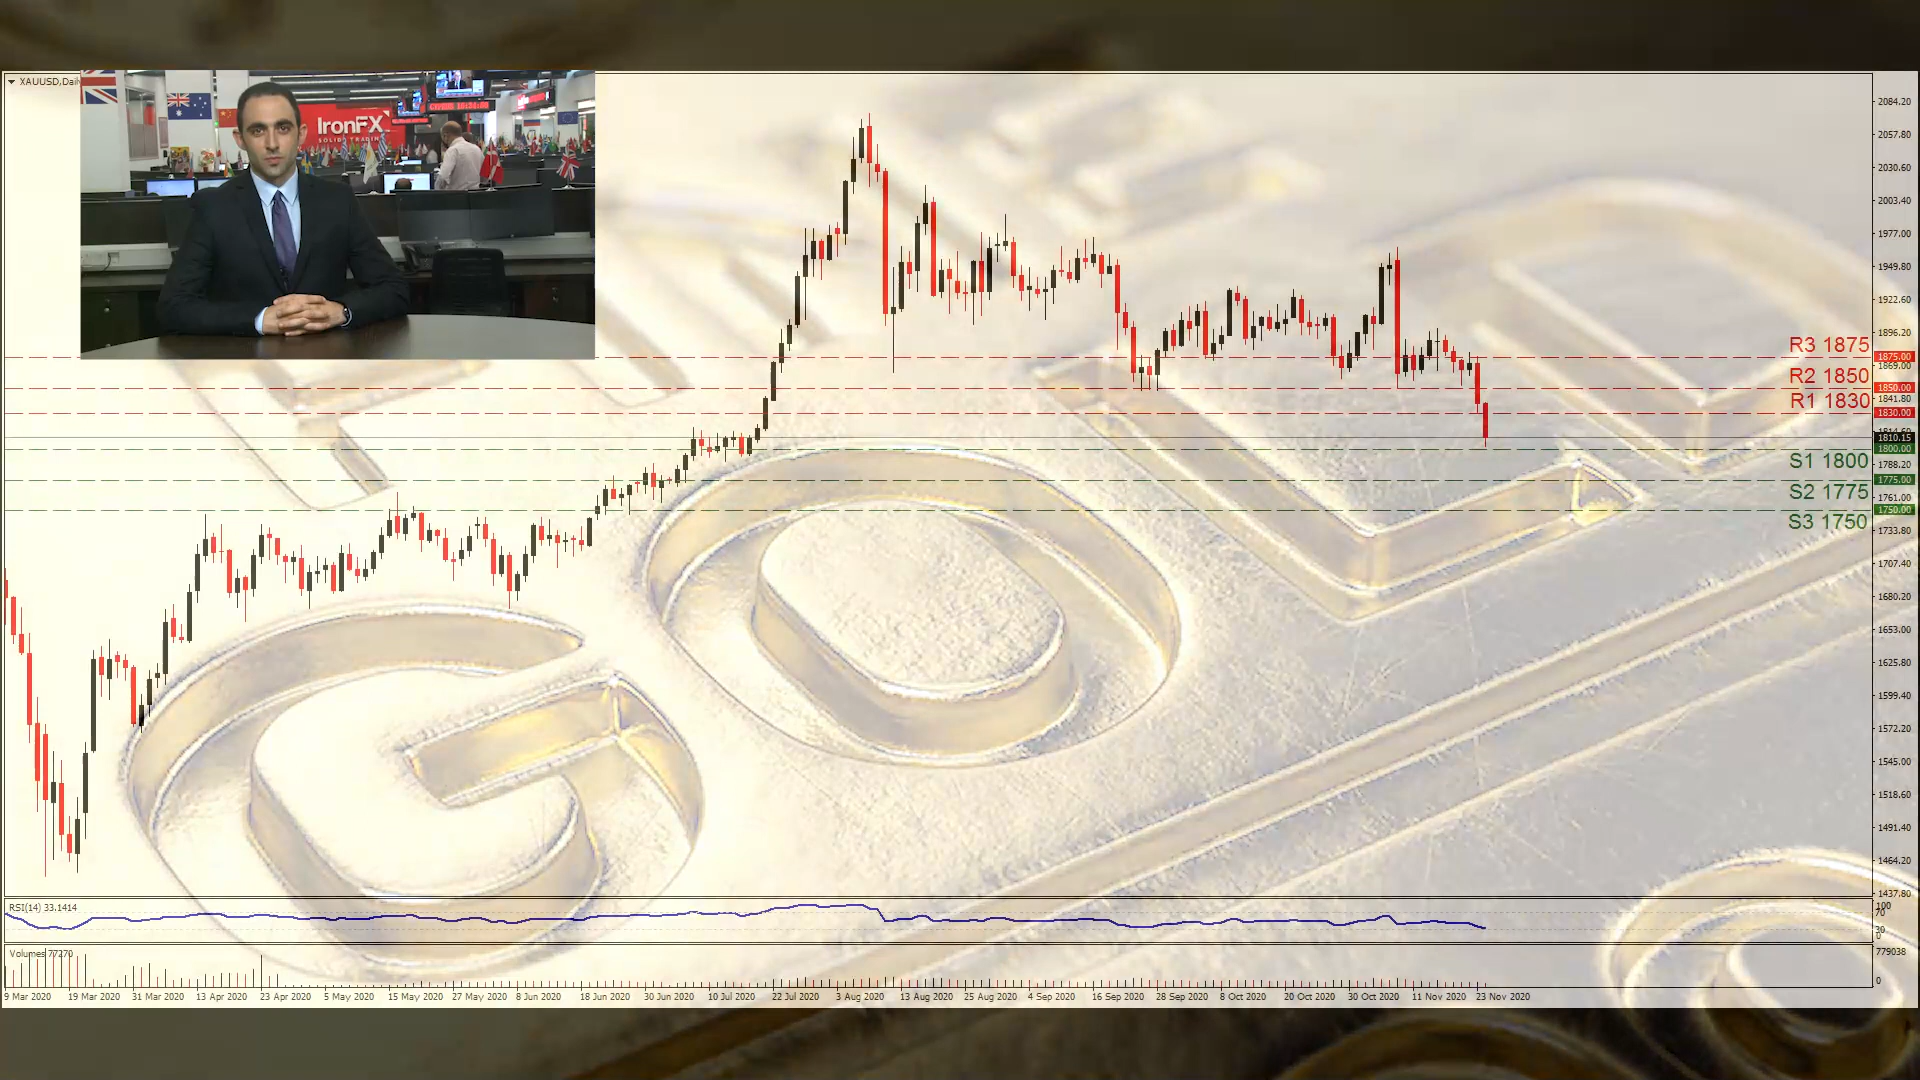 XAUUSD,Daily
IronFX
SOLID TRADING
2084.20
2057.80
2030.60
2003.40
1977.00
1949.80
1922.60
1896.20
R3 1875
1875.00
1869.00
R2 1850
1850.00
1841.80
R1 1830
1830.00
1810.15
1800.00
S1 1800
1788.20
1775.00
S2 1775
1761.00
1750.00
S3 1750
1733.80
1707.40
1680.20
1653.00
1625.80
1599.40
1572.20
1545.00
1518.60
1491.40
1464.20
1437.80
GOLD
RSI(14) 33.1414
100
70
30
0
Volumes 77270
779038
0
9 Mar 2020 19 Mar 2020 31 Mar 2020 13 Apr 2020 23 Apr 2020 5 May 2020 15 May 2020 27 May 2020 8 Jun 2020 18 Jun 2020 30 Jun 2020 10 Jul 2020 22 Jul 2020 3 Aug 2020 13 Aug 2020 25 Aug 2020 4 Sep 2020 16 Sep 2020 28 Sep 2020 8 Oct 2020 20 Oct 2020 30 Oct 2020 11 Nov 2020 23 Nov 2020